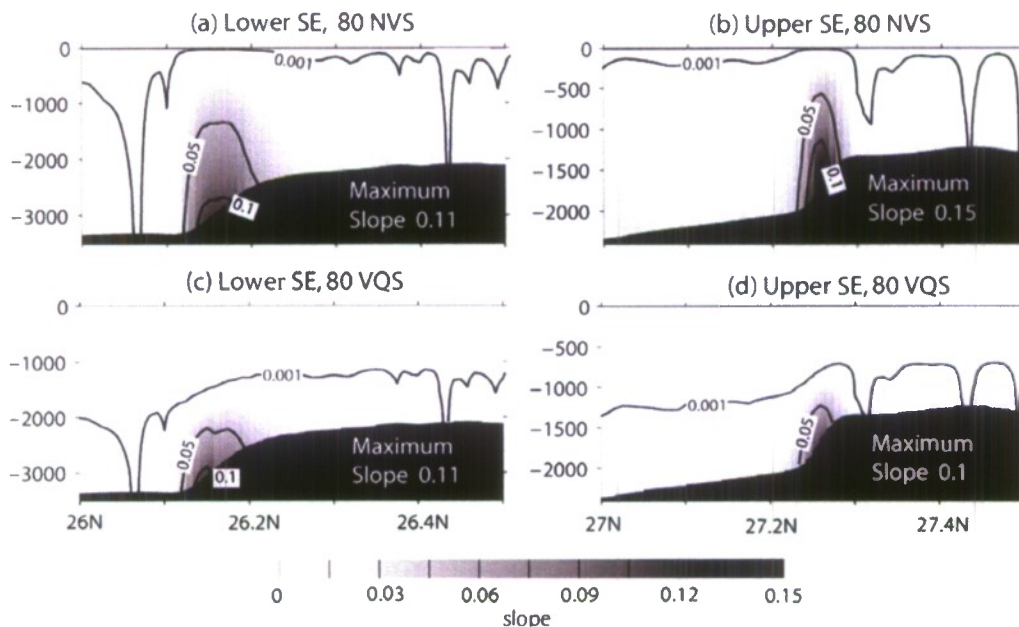 (a) Lower SE, 80 NVS
(b) Upper SE, 80 NVS
0
−1000
−2000
−3000
0.001
0.05
0.1
Maximum
Slope 0.11
0
−500
−1000
−1500
−2000
0.001
0.05
0.1
Maximum
Slope 0.15
(c) Lower SE, 80 VQS
(d) Upper SE, 80 VQS
0
−1000
−2000
−3000
0.001
0.05
0.1
Maximum
Slope 0.11
26N
26.2N
26.4N
0
−500
−1000
−1500
−2000
0.001
0.05
Maximum
Slope 0.1
27N
27.2N
27.4N
0
0.03
0.06
0.09
0.12
0.15
slope